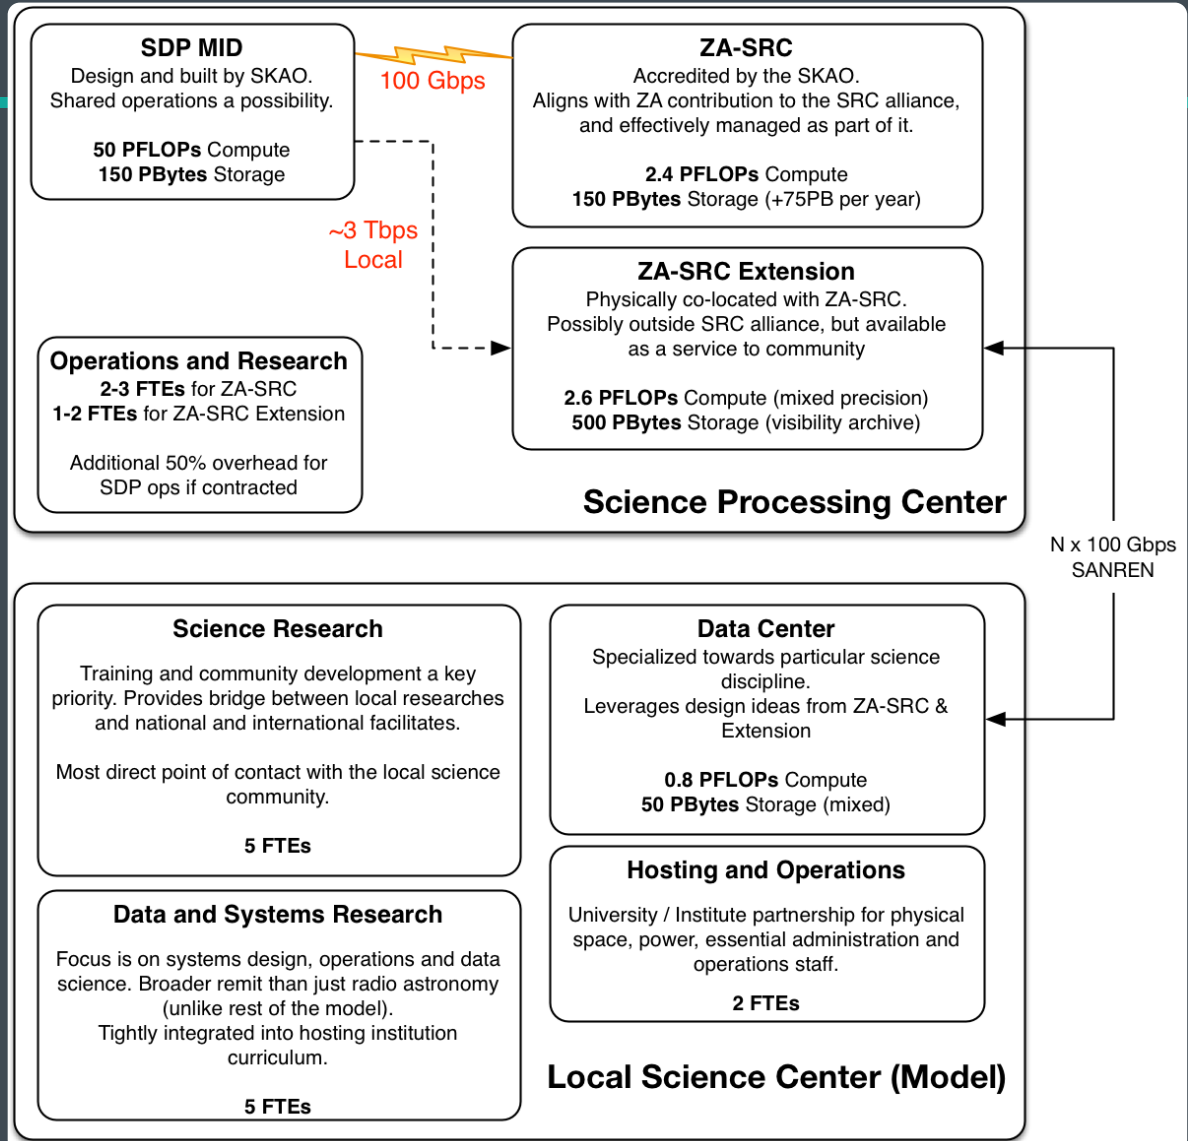 SDP MID
Design and built by SKAO.
Shared operations a possibility.
50 PFLOPs Compute
150 PBytes Storage
100 Gbps
ZA-SRC
Accredited by the SKAO.
Aligns with ZA contribution to the SRC alliance,
and effectively managed as part of it.
2.4 PFLOPs Compute
150 PBytes Storage (+75PB per year)
~3 Tbps
Local
ZA-SRC Extension
Physically co-located with ZA-SRC.
Possibly outside SRC alliance, but available
as a service to community
2.6 PFLOPs Compute (mixed precision)
500 PBytes Storage (visibility archive)
Operations and Research
2-3 FTEs for ZA-SRC
1-2 FTEs for ZA-SRC Extension
Additional 50% overhead for
SDP ops if contracted
Science Processing Center
N x 100 Gbps
SANREN
Science Research
Training and community development a key
priority. Provides bridge between local researches
and national and international facilitates.
Most direct point of contact with the local science
community.
5 FTEs
Data Center
Specialized towards particular science
discipline.
Leverages design ideas from ZA-SRC &
Extension
0.8 PFLOPs Compute
50 PBytes Storage (mixed)
Data and Systems Research
Focus is on systems design, operations and data
science. Broader remit than just radio astronomy
(unlike rest of the model).
Tightly integrated into hosting institution
curriculum.
5 FTEs
Hosting and Operations
University / Institute partnership for physical
space, power, essential administration and
operations staff.
2 FTEs
Local Science Center (Model)